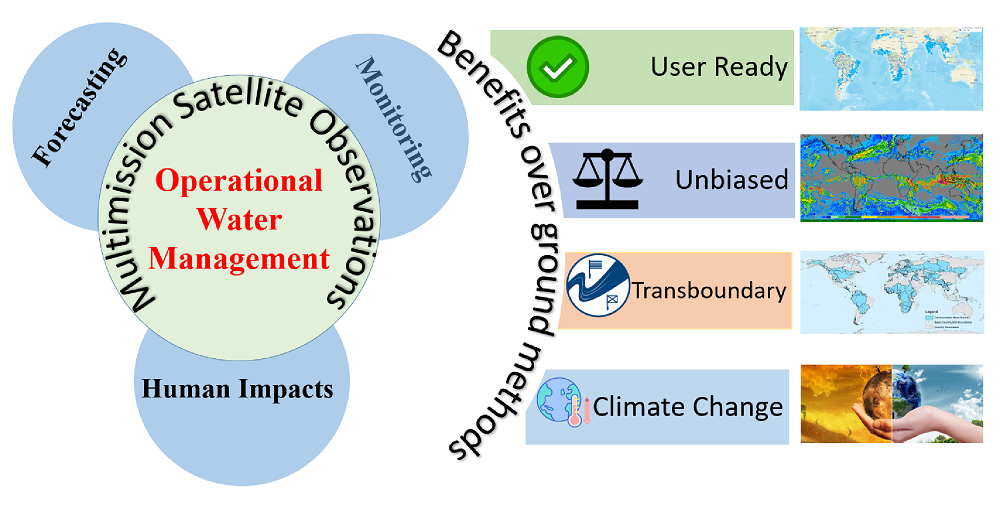 Forecasting
Monitoring
Multimission Satellite Observations
Operational
Water
Management
Human Impacts
Benefits over ground methods
User Ready
Unbiased
Transboundary
Climate Change
Legend